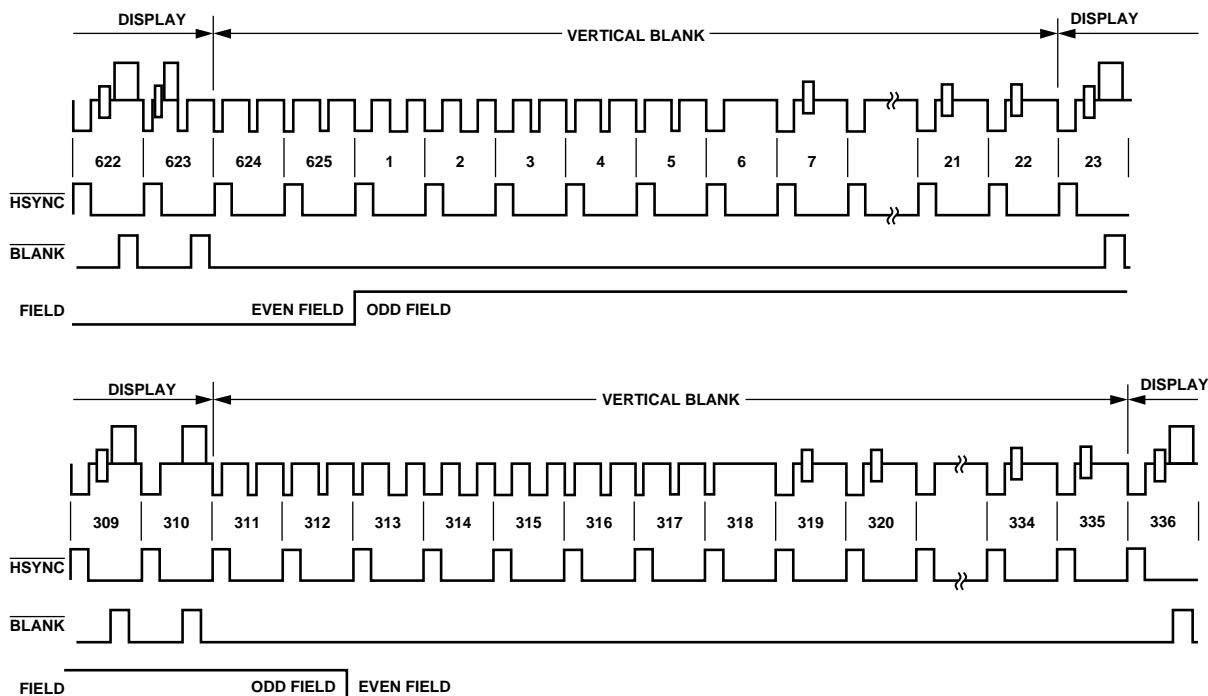 DISPLAY
VERTICAL BLANK
DISPLAY
622 623 624 625 1 2 3 4 5 6 7 21 22 23
HSYNC
BLANK
FIELD
EVEN FIELD ODD FIELD
DISPLAY
VERTICAL BLANK
DISPLAY
309 310 311 312 313 314 315 316 317 318 319 320 334 335 336
HSYNC
BLANK
FIELD
ODD FIELD EVEN FIELD